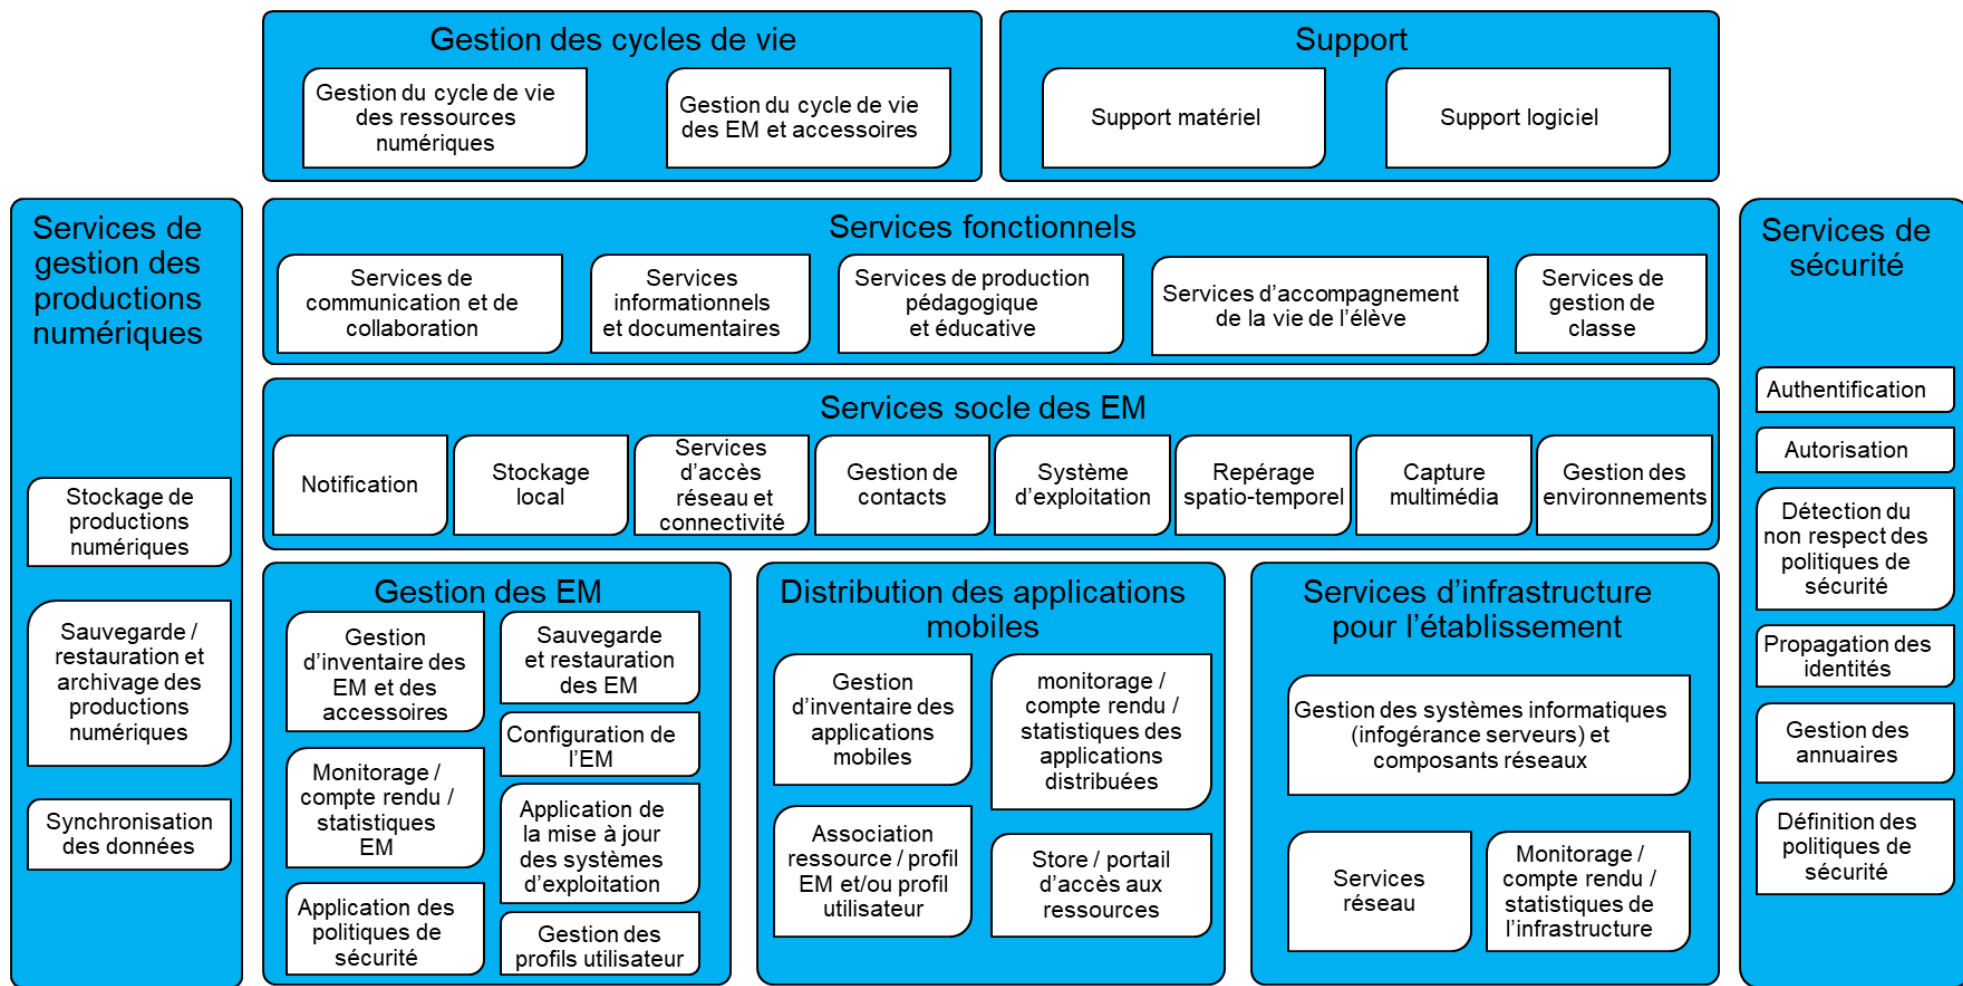 Gestion des cycles de vie
Gestion du cycle de vie
des ressources
numériques
Gestion du cycle de vie
des EM et accessoires
Support
Support matériel
Support logiciel
Services de
gestion des
productions
numériques
Stockage de
productions
numériques
Sauvegarde /
restauration et
archivage des
productions
numériques
Synchronisation
des données
Services fonctionnels
Services de
communication et de
collaboration
Services
informationnels
et documentaires
Services de production
pédagogique
et éducative
Services d’accompagnement
de la vie de l’élève
Services de
gestion de
classe
Services socle des EM
Notification
Stockage
local
Services
d’accès
réseau et
connectivité
Gestion de
contacts
Système
d’exploitation
Repérage
spatio-temporel
Capture
multimédia
Gestion des
environnements
Gestion des EM
Gestion
d’inventaire des
EM et des
accessoires
Monitorage /
compte rendu /
statistiques
EM
Application des
politiques de
sécurité
Sauvegarde
et restauration
des EM
Configuration de
l’EM
Application de
la mise à jour
des systèmes
d’exploitation
Gestion des
profils utilisateur
Distribution des applications
mobiles
Gestion
d’inventaire des
applications
mobiles
monitorage /
compte rendu /
statistiques des
applications
distribuées
Association
ressource / profil
EM et/ou profil
utilisateur
Store / portail
d’accès aux
ressources
Services d’infrastructure
pour l’établissement
Gestion des systèmes informatiques
(infogérance serveurs) et
composants réseaux
Services
réseau
Monitorage /
compte rendu /
statistiques de
l’infrastructure
Services de
sécurité
Authentification
Autorisation
Détection du
non respect des
politiques de
sécurité
Propagation des
identités
Gestion des
annuaires
Définition des
politiques de
sécurité